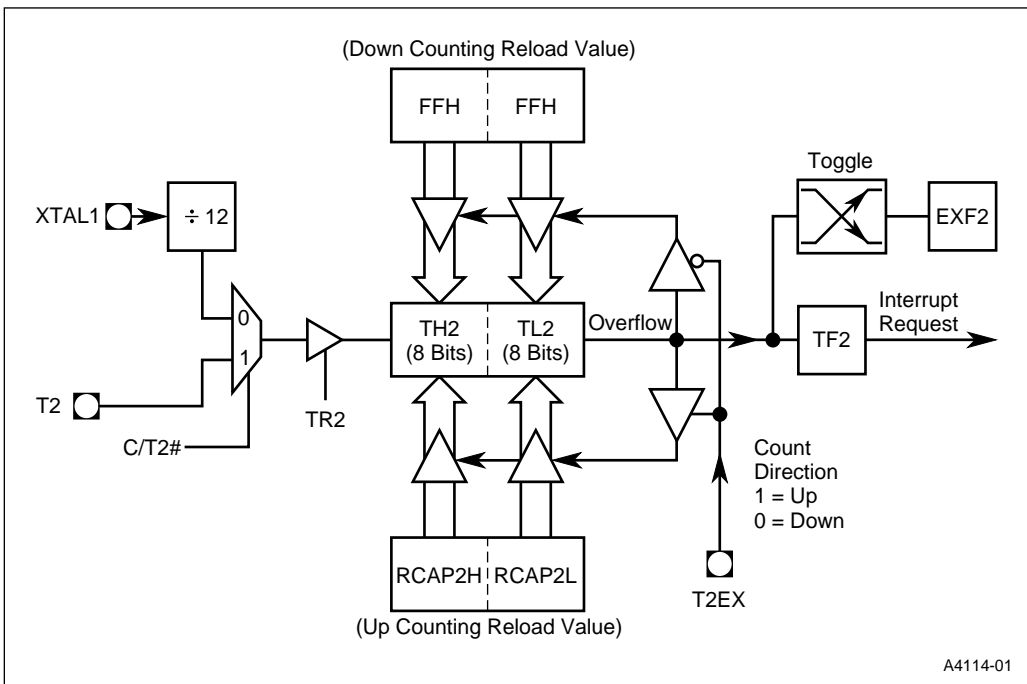 (Down Counting Reload Value)
FFH FFH
Toggle
XTAL1
÷ 12
EXF2
0
TH2
(8 Bits)
TL2
(8 Bits)
Overflow
Interrupt
Request
TF2
1
T2
TR2
C/T2#
Count
Direction
1 = Up
0 = Down
RCAP2H RCAP2L
T2EX
(Up Counting Reload Value)
A4114-01